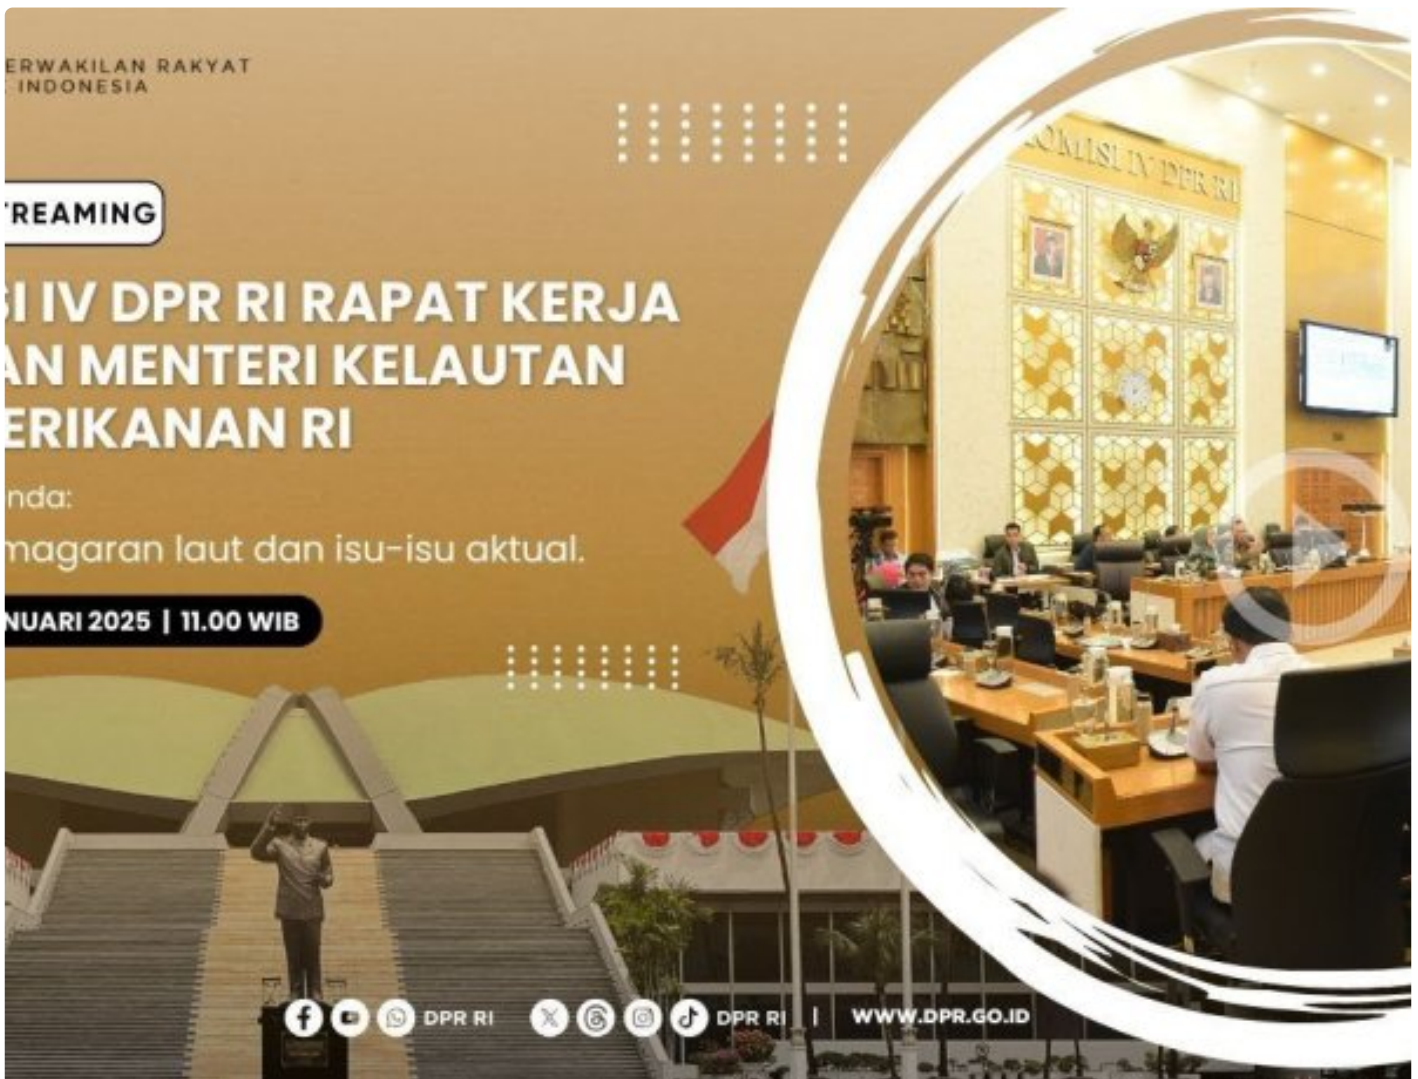 ERWAKILAN RAKYAT
INDONESIA
TREAMING
SI IV DPR RI RAPAT KERJA
AN MENTERI KELAUTAN
ERIKANAN RI
nda:
magaran laut dan isu-isu aktual.
NUARI 2025 | 11.00 WIB
KOMISI IV DPR RI
DPR RI
DPR RI | WWW.DPR.GO.ID